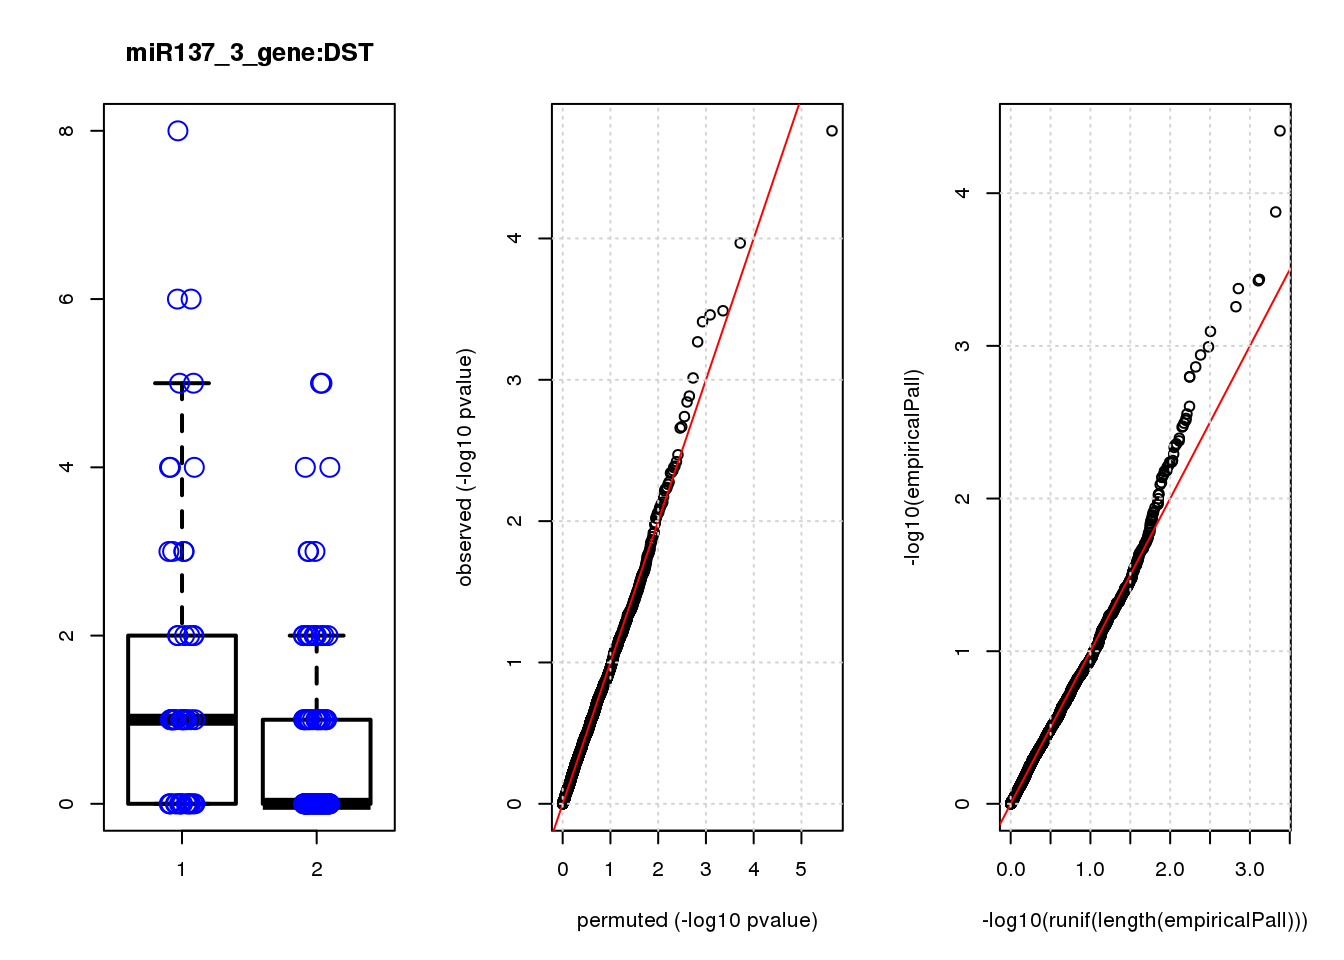 miR137_3_gene:DST
8
6
4
2
0
1 2
observed (-log10 pvalue)
4
3
2
1
0
0 1 2 3 4 5
permuted (-log10 pvalue)
-log10(empiricalPall)
4
3
2
1
0
0.0 1.0 2.0 3.0
-log10(runif(length(empiricalPall)))